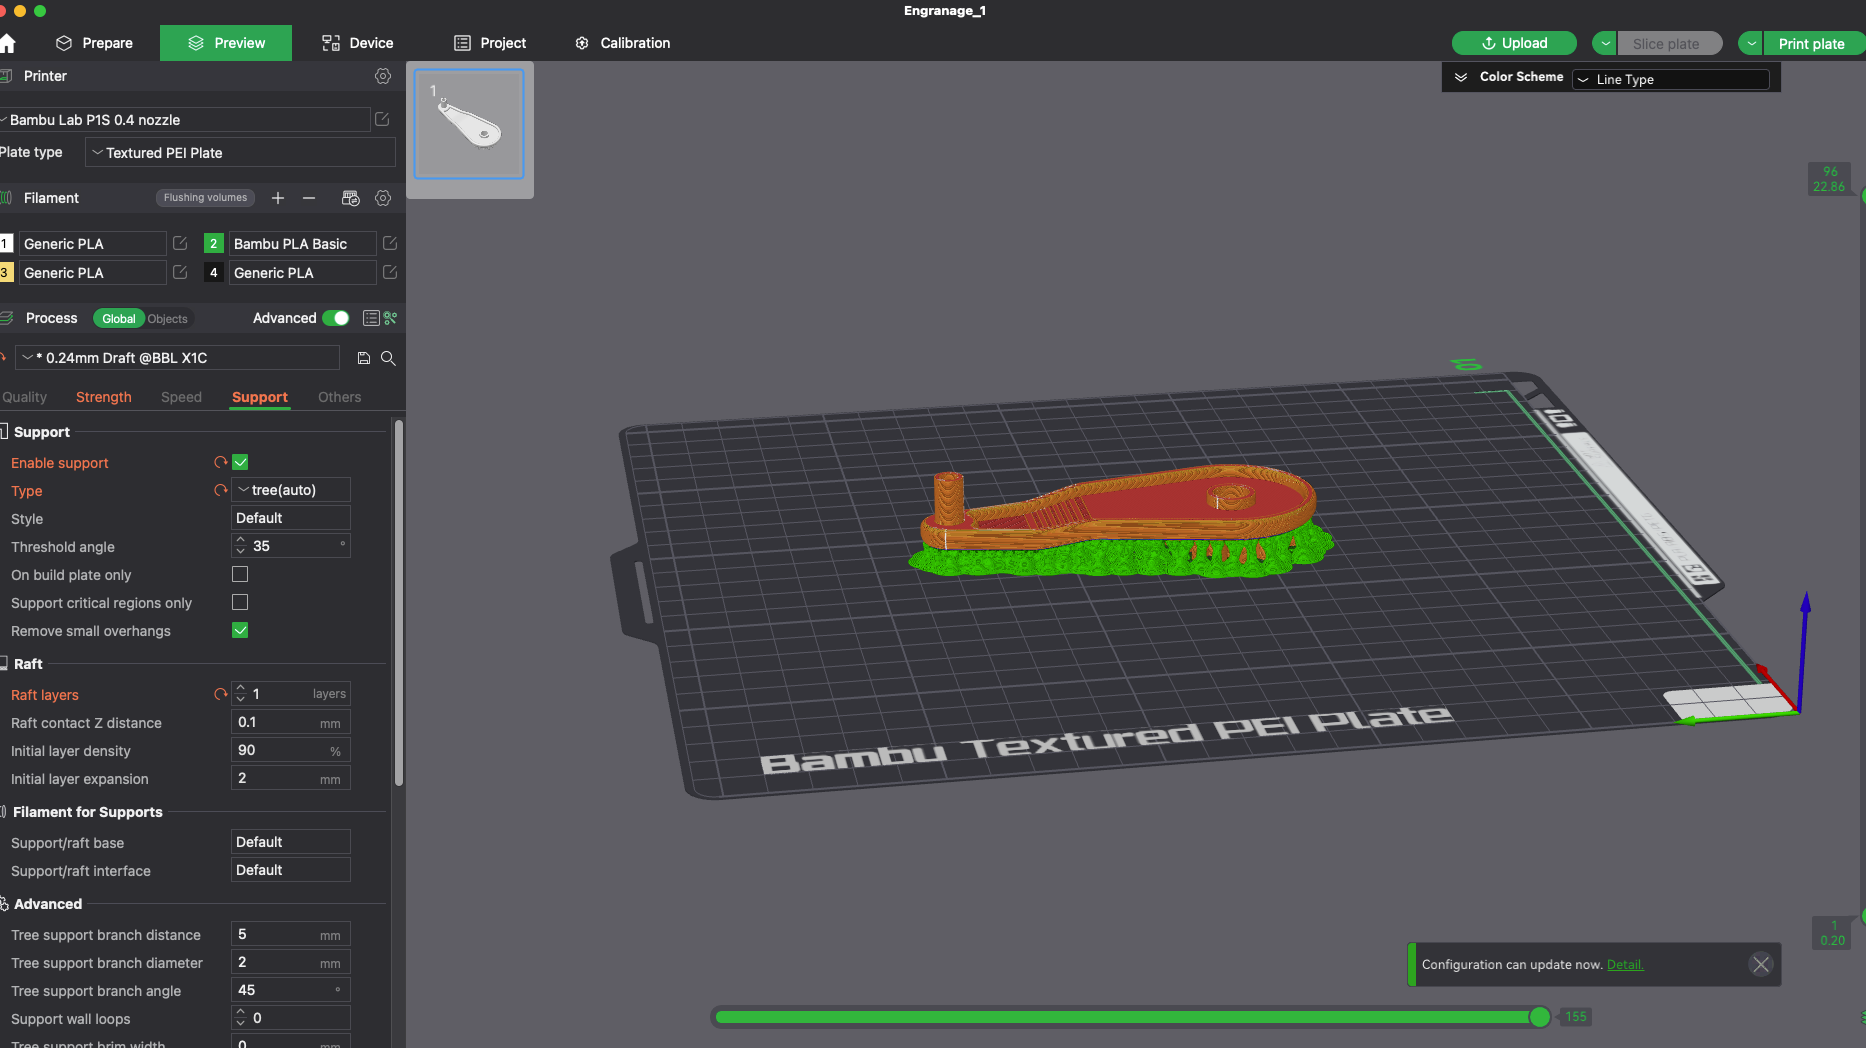 Engranage_1
Prepare
Preview
Device
Project
Calibration
Upload
Slice plate
Print plate
Printer
Color Scheme
Line Type
1
Bambu Lab P1S 0.4 nozzle
Plate type
Textured PEI Plate
96
22.86
Filament
Flushing volumes
1 Generic PLA
2 Bambu PLA Basic
3 Generic PLA
4 Generic PLA
Process
Global
Objects
Advanced
* 0.24mm Draft @BBL X1C
Quality
Strength
Speed
Support
Others
Support
Enable support
Type tree(auto)
Style Default
Threshold angle 35 °
On build plate only
Support critical regions only
Remove small overhangs
Raft
Raft layers 1 layers
Raft contact Z distance 0.1 mm
Initial layer density 90 %
Initial layer expansion 2 mm
Filament for Supports
Support/raft base Default
Support/raft interface Default
Advanced
Tree support branch distance 5 mm
Tree support branch diameter 2 mm
Tree support branch angle 45 °
Support wall loops 0
Tree support brim width 0 mm
Bambu Textured PEI Plate
1
0.20
Configuration can update now. Detail.
155